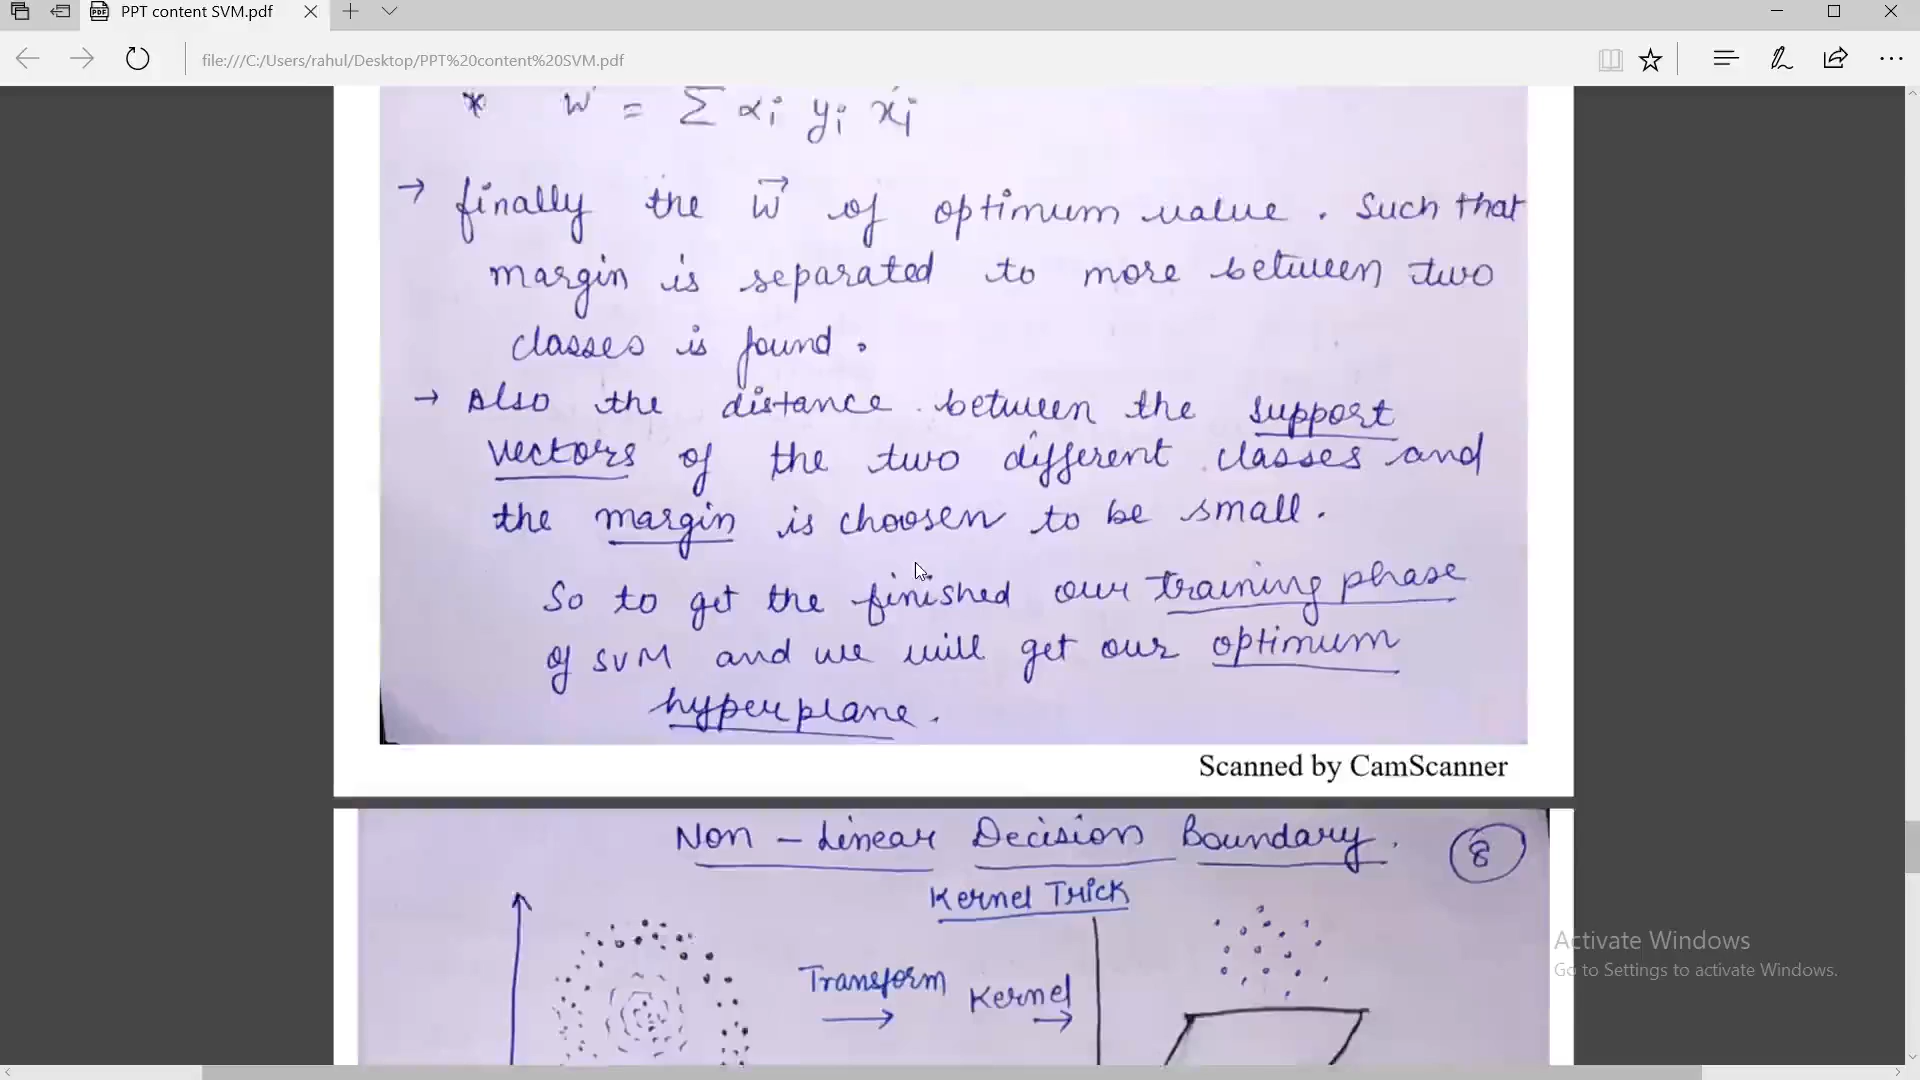 PPT content SVM.pdf
file:///C:/Users/rahul/Desktop/PPT%20content%20SVM.pdf
* W = Σ αi yi xi
→ finally the w⃗ of optimum value. Such that
margin is separated to more between two
classes is found.
→ Also the distance between the support
vectors of the two different classes and
the margin is choosen to be small.
So to get the finished our training phase
of SVM and we will get our optimum
hyperplane.
Scanned by CamScanner
Non-Linear Decision Boundary. 8
Kernel Trick
Transform → Kernel →
Activate Windows
Go to Settings to activate Windows.